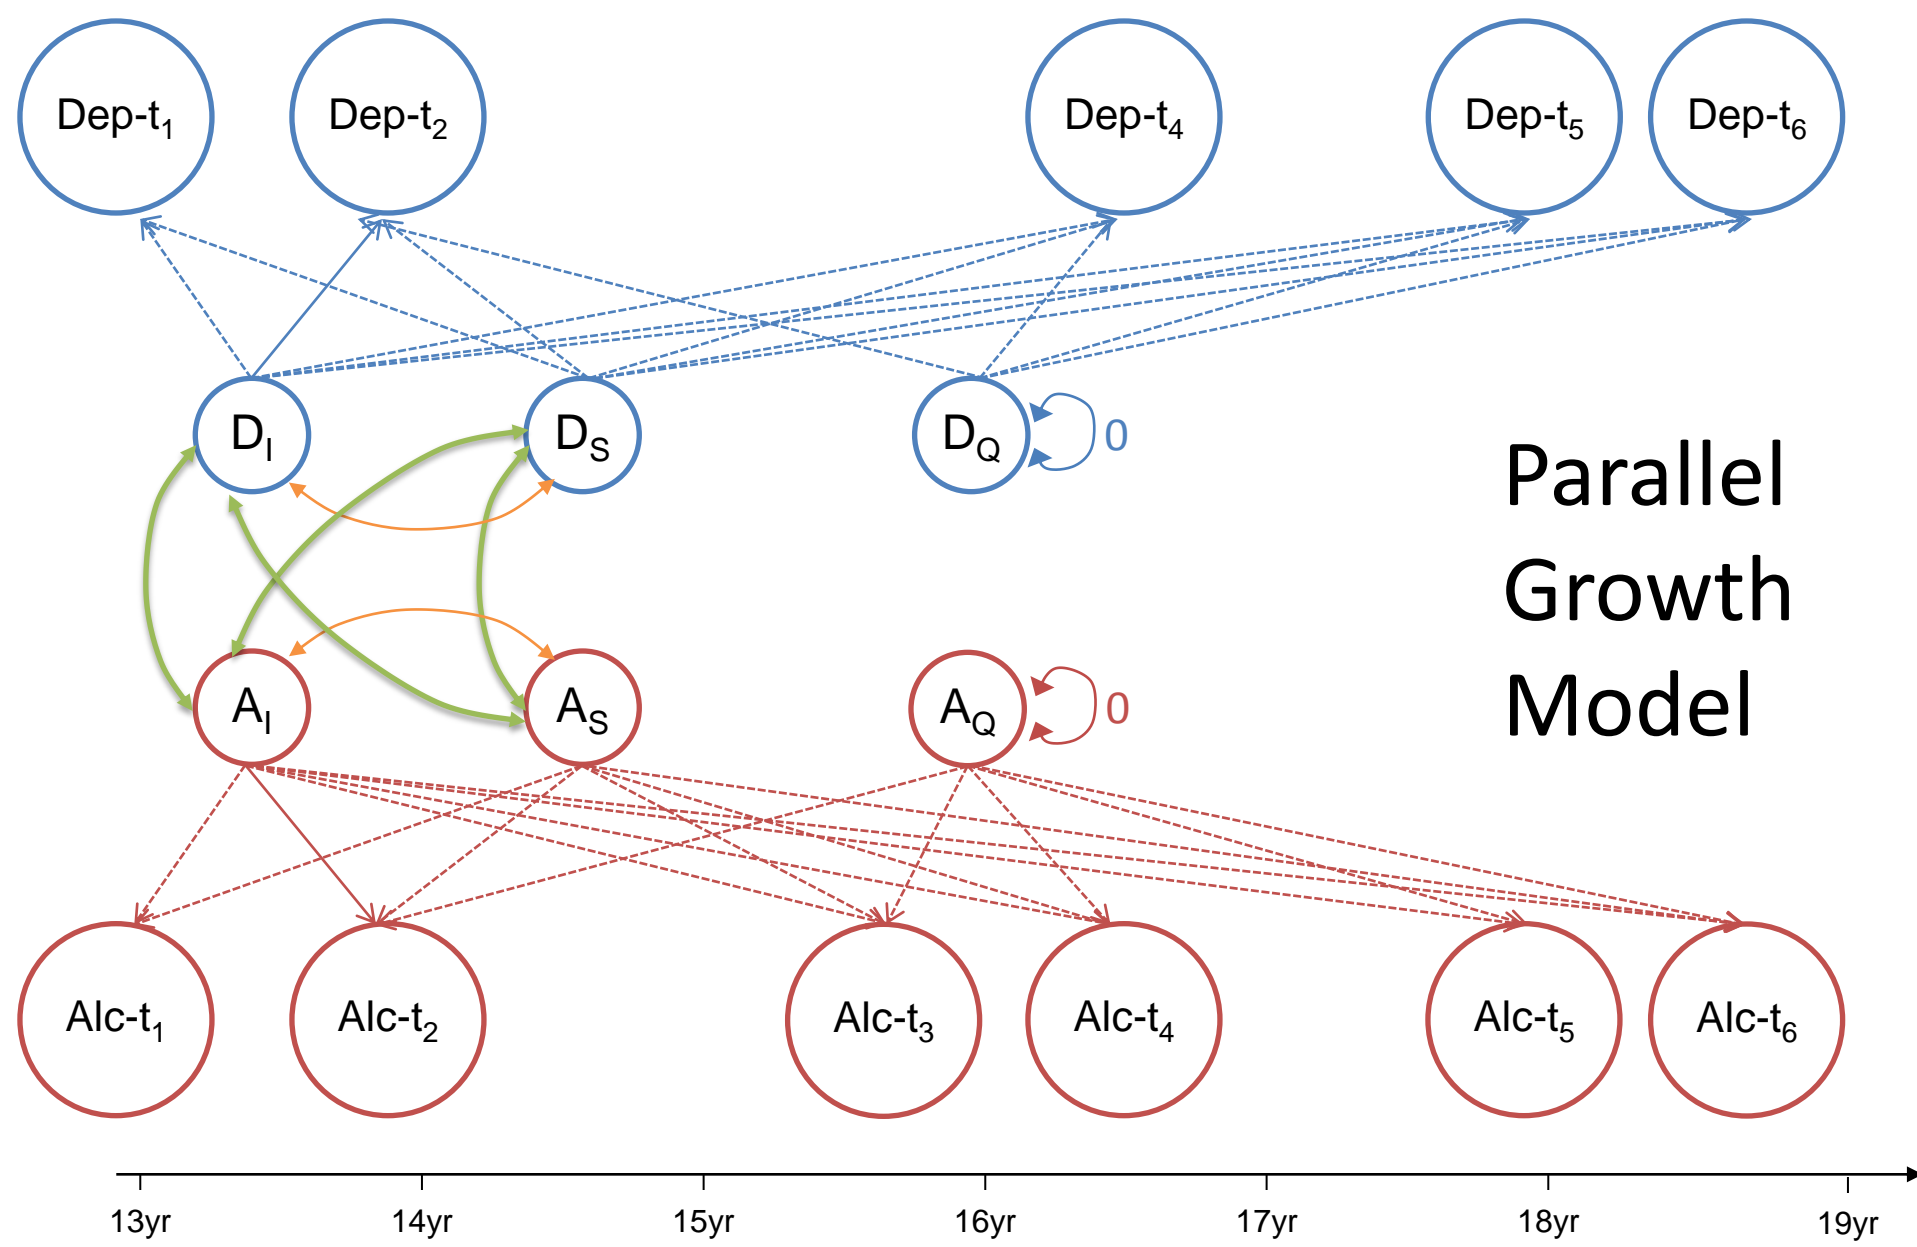 Dep-t1 Dep-t2 Dep-t4 Dep-t5 Dep-t6
DI DS DQ 0
Parallel
Growth
Model
AI AS AQ 0
Alc-t1 Alc-t2 Alc-t3 Alc-t4 Alc-t5 Alc-t6
13yr 14yr 15yr 16yr 17yr 18yr 19yr